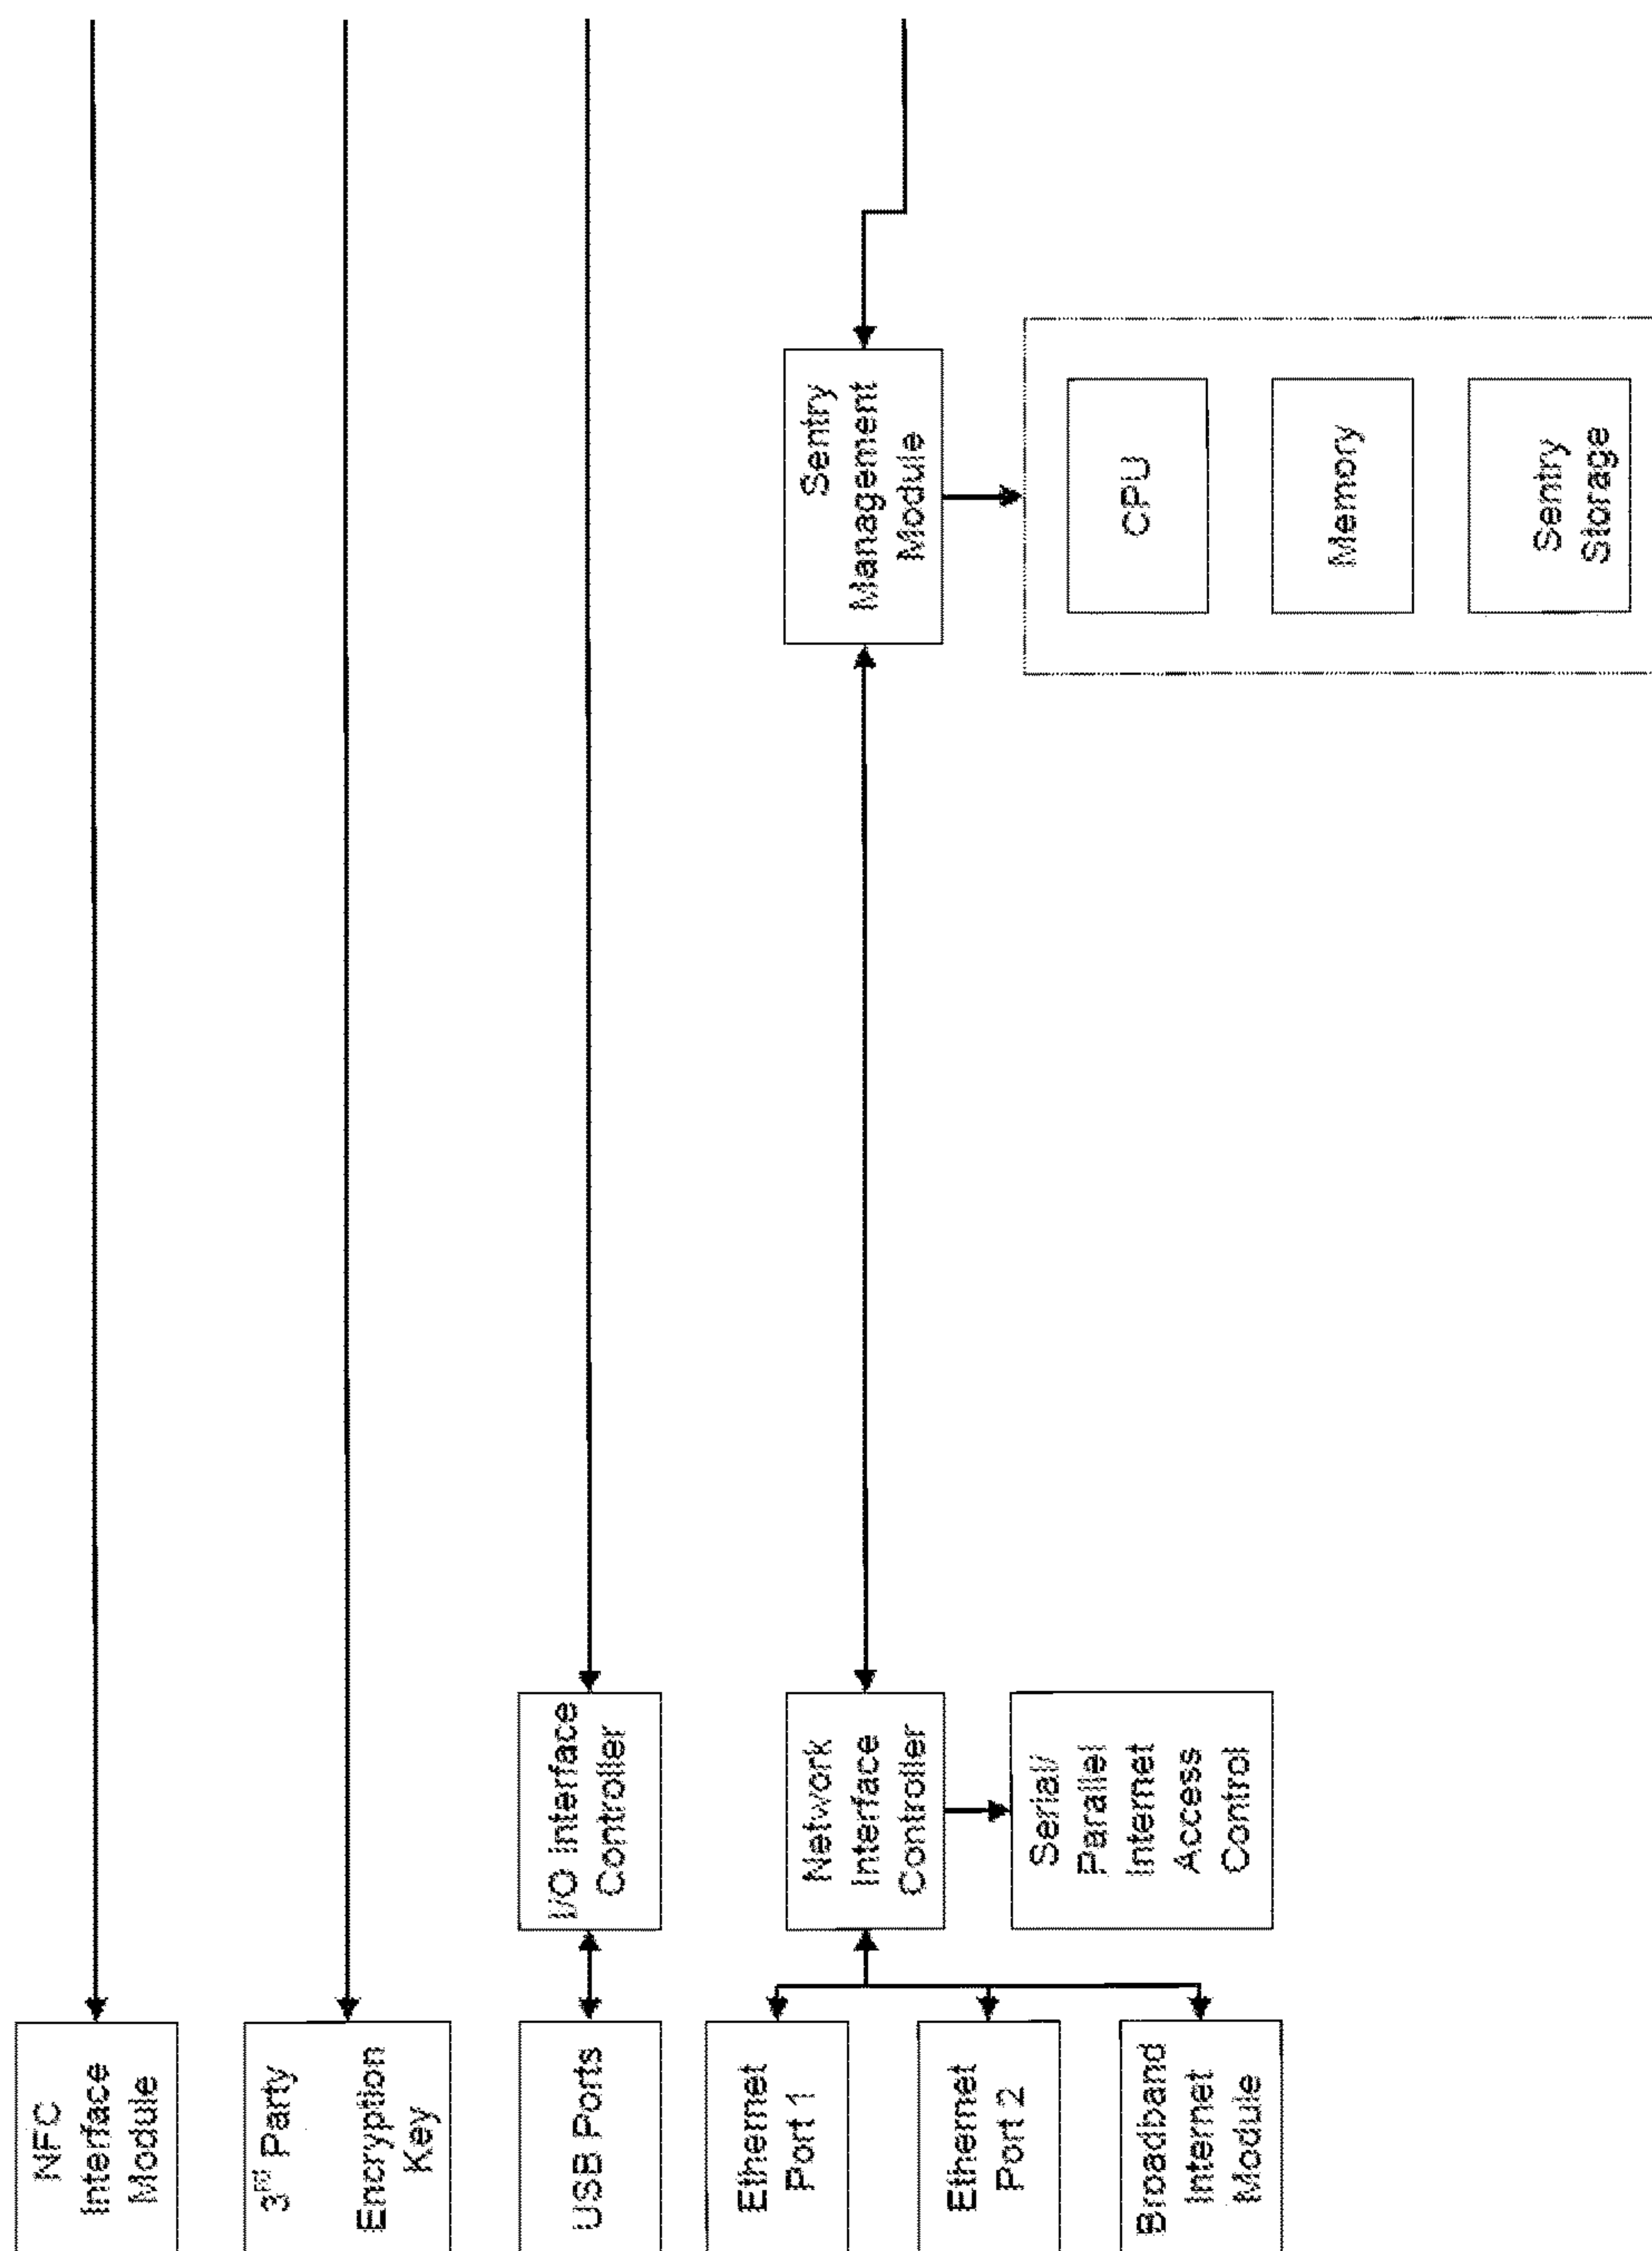 NFC
Interface
Module
3rd Party
Encryption
Key
USB Ports
I/O Interface
Controller
Ethernet
Port 1
Ethernet
Port 2
Broadband
Internet
Module
Network
Interface
Controller
Serial/
Parallel
Internet
Access
Control
Sentry
Management
Module
CPU
Memory
Sentry
Storage